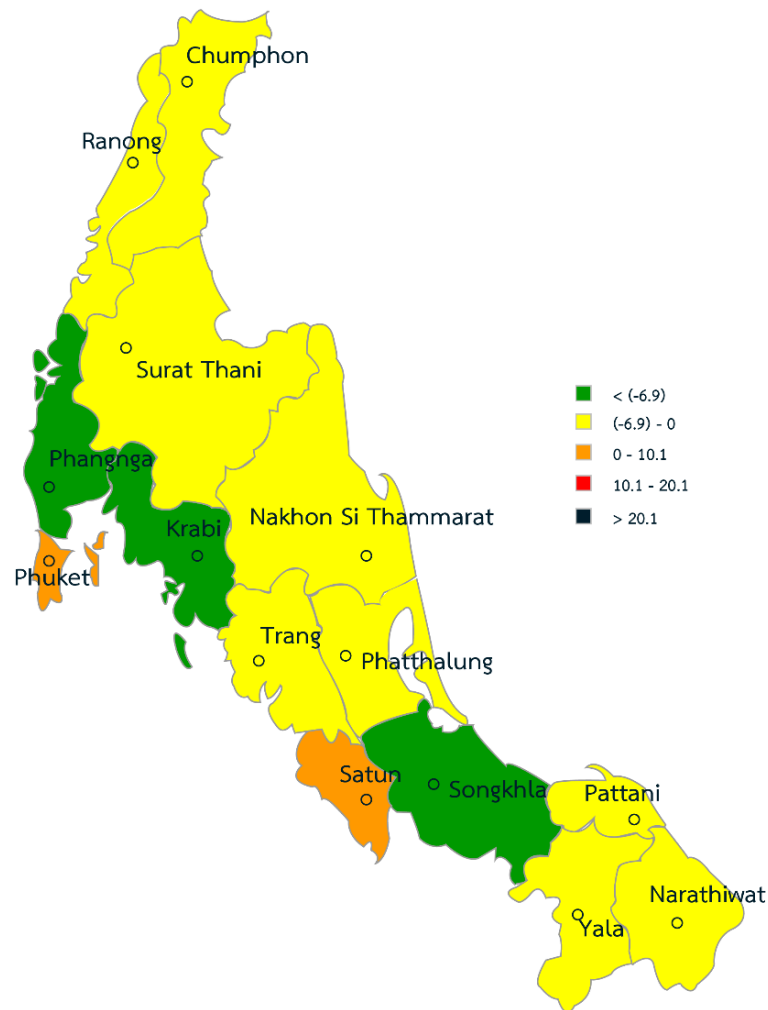 Chumphon
Ranong
Surat Thani
< (-6.9)
(-6.9) - 0
0 - 10.1
10.1 - 20.1
> 20.1
Phangnga
Nakhon Si Thammarat
Krabi
Phuket
Trang
Phatthalung
Satun
Songkhla
Pattani
Narathiwat
Yala